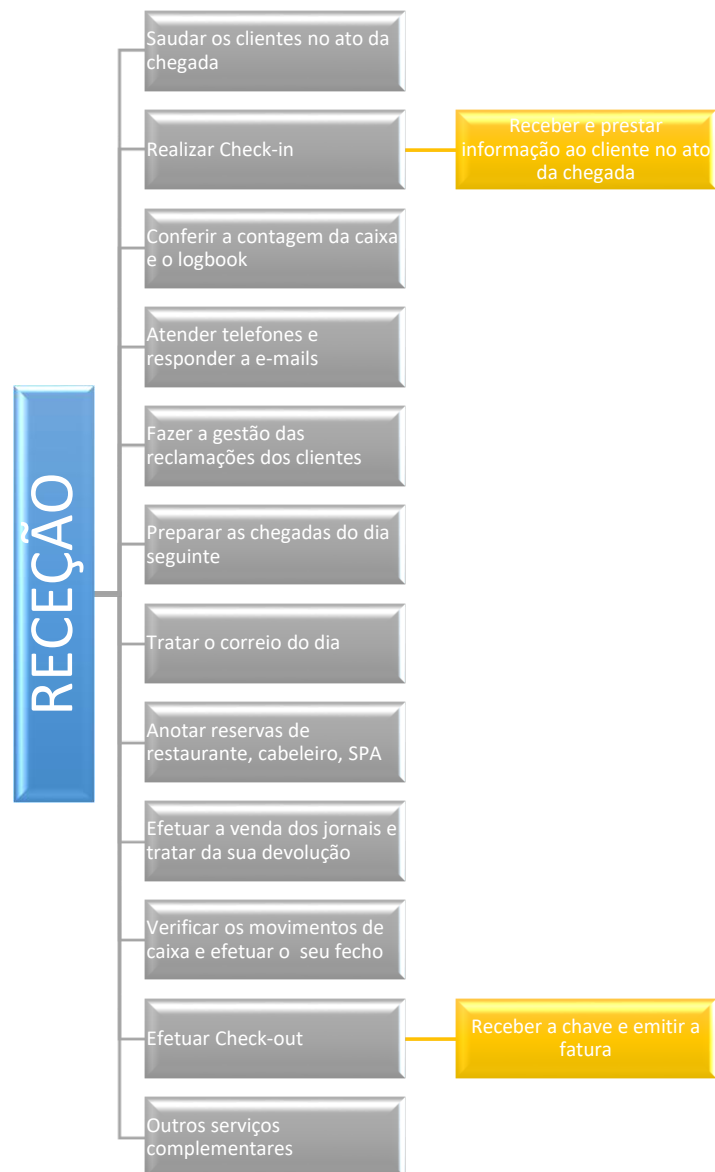 RECEÇÃO
Saudar os clientes no ato da
chegada
Realizar Check-in
Receber e prestar
informação ao cliente no ato
da chegada
Conferir a contagem da caixa
e o logbook
Atender telefones e
responder a e-mails
Fazer a gestão das
reclamações dos clientes
Preparar as chegadas do dia
seguinte
Tratar o correio do dia
Anotar reservas de
restaurante, cabeleiro, SPA
Efetuar a venda dos jornais e
tratar da sua devolução
Verificar os movimentos de
caixa e efetuar o  seu fecho
Efetuar Check-out
Receber a chave e emitir a
fatura
Outros serviços
complementares